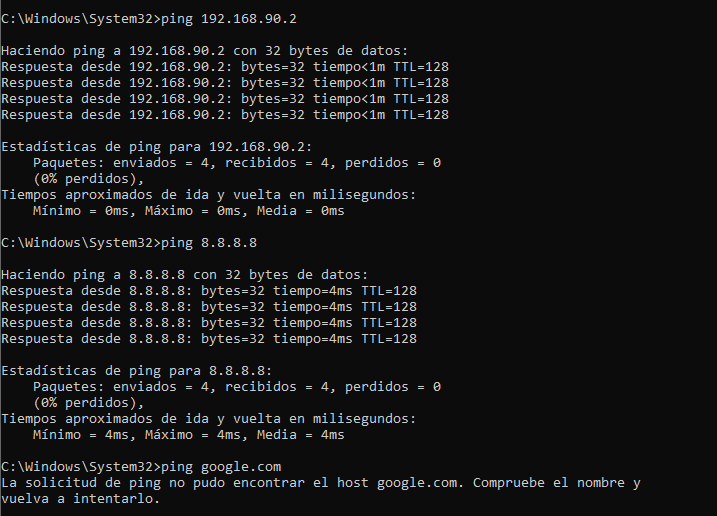 C:\Windows\System32>ping 192.168.90.2
Haciendo ping a 192.168.90.2 con 32 bytes de datos:
Respuesta desde 192.168.90.2: bytes=32 tiempo<1m TTL=128
Respuesta desde 192.168.90.2: bytes=32 tiempo<1m TTL=128
Respuesta desde 192.168.90.2: bytes=32 tiempo<1m TTL=128
Respuesta desde 192.168.90.2: bytes=32 tiempo<1m TTL=128
Estadísticas de ping para 192.168.90.2:
    Paquetes: enviados = 4, recibidos = 4, perdidos = 0
    (0% perdidos),
Tiempos aproximados de ida y vuelta en milisegundos:
    Mínimo = 0ms, Máximo = 0ms, Media = 0ms
C:\Windows\System32>ping 8.8.8.8
Haciendo ping a 8.8.8.8 con 32 bytes de datos:
Respuesta desde 8.8.8.8: bytes=32 tiempo=4ms TTL=128
Respuesta desde 8.8.8.8: bytes=32 tiempo=4ms TTL=128
Respuesta desde 8.8.8.8: bytes=32 tiempo=4ms TTL=128
Respuesta desde 8.8.8.8: bytes=32 tiempo=4ms TTL=128
Estadísticas de ping para 8.8.8.8:
    Paquetes: enviados = 4, recibidos = 4, perdidos = 0
    (0% perdidos),
Tiempos aproximados de ida y vuelta en milisegundos:
    Mínimo = 4ms, Máximo = 4ms, Media = 4ms
C:\Windows\System32>ping google.com
La solicitud de ping no pudo encontrar el host google.com. Compruebe el nombre y
vuelva a intentarlo.